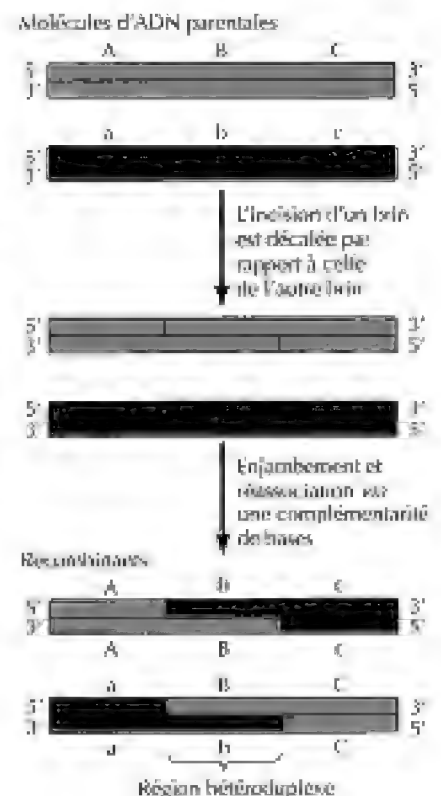 Molécules d'ADN parentales
A B C
5' 3'
3' 5'
a b c
5' 3'
3' 5'
L'incision d'un brin
est décalée par
rapport à celle
de l'autre brin
5' 3'
3' 5'
5' 3'
3' 5'
Enjambement et
réassociation
une complémentarité
de bases
Recombinants
A C
5' 3'
3' 5'
A B C
a B C
5' 3'
3' 5'
a b C
Région hétéroduplexe